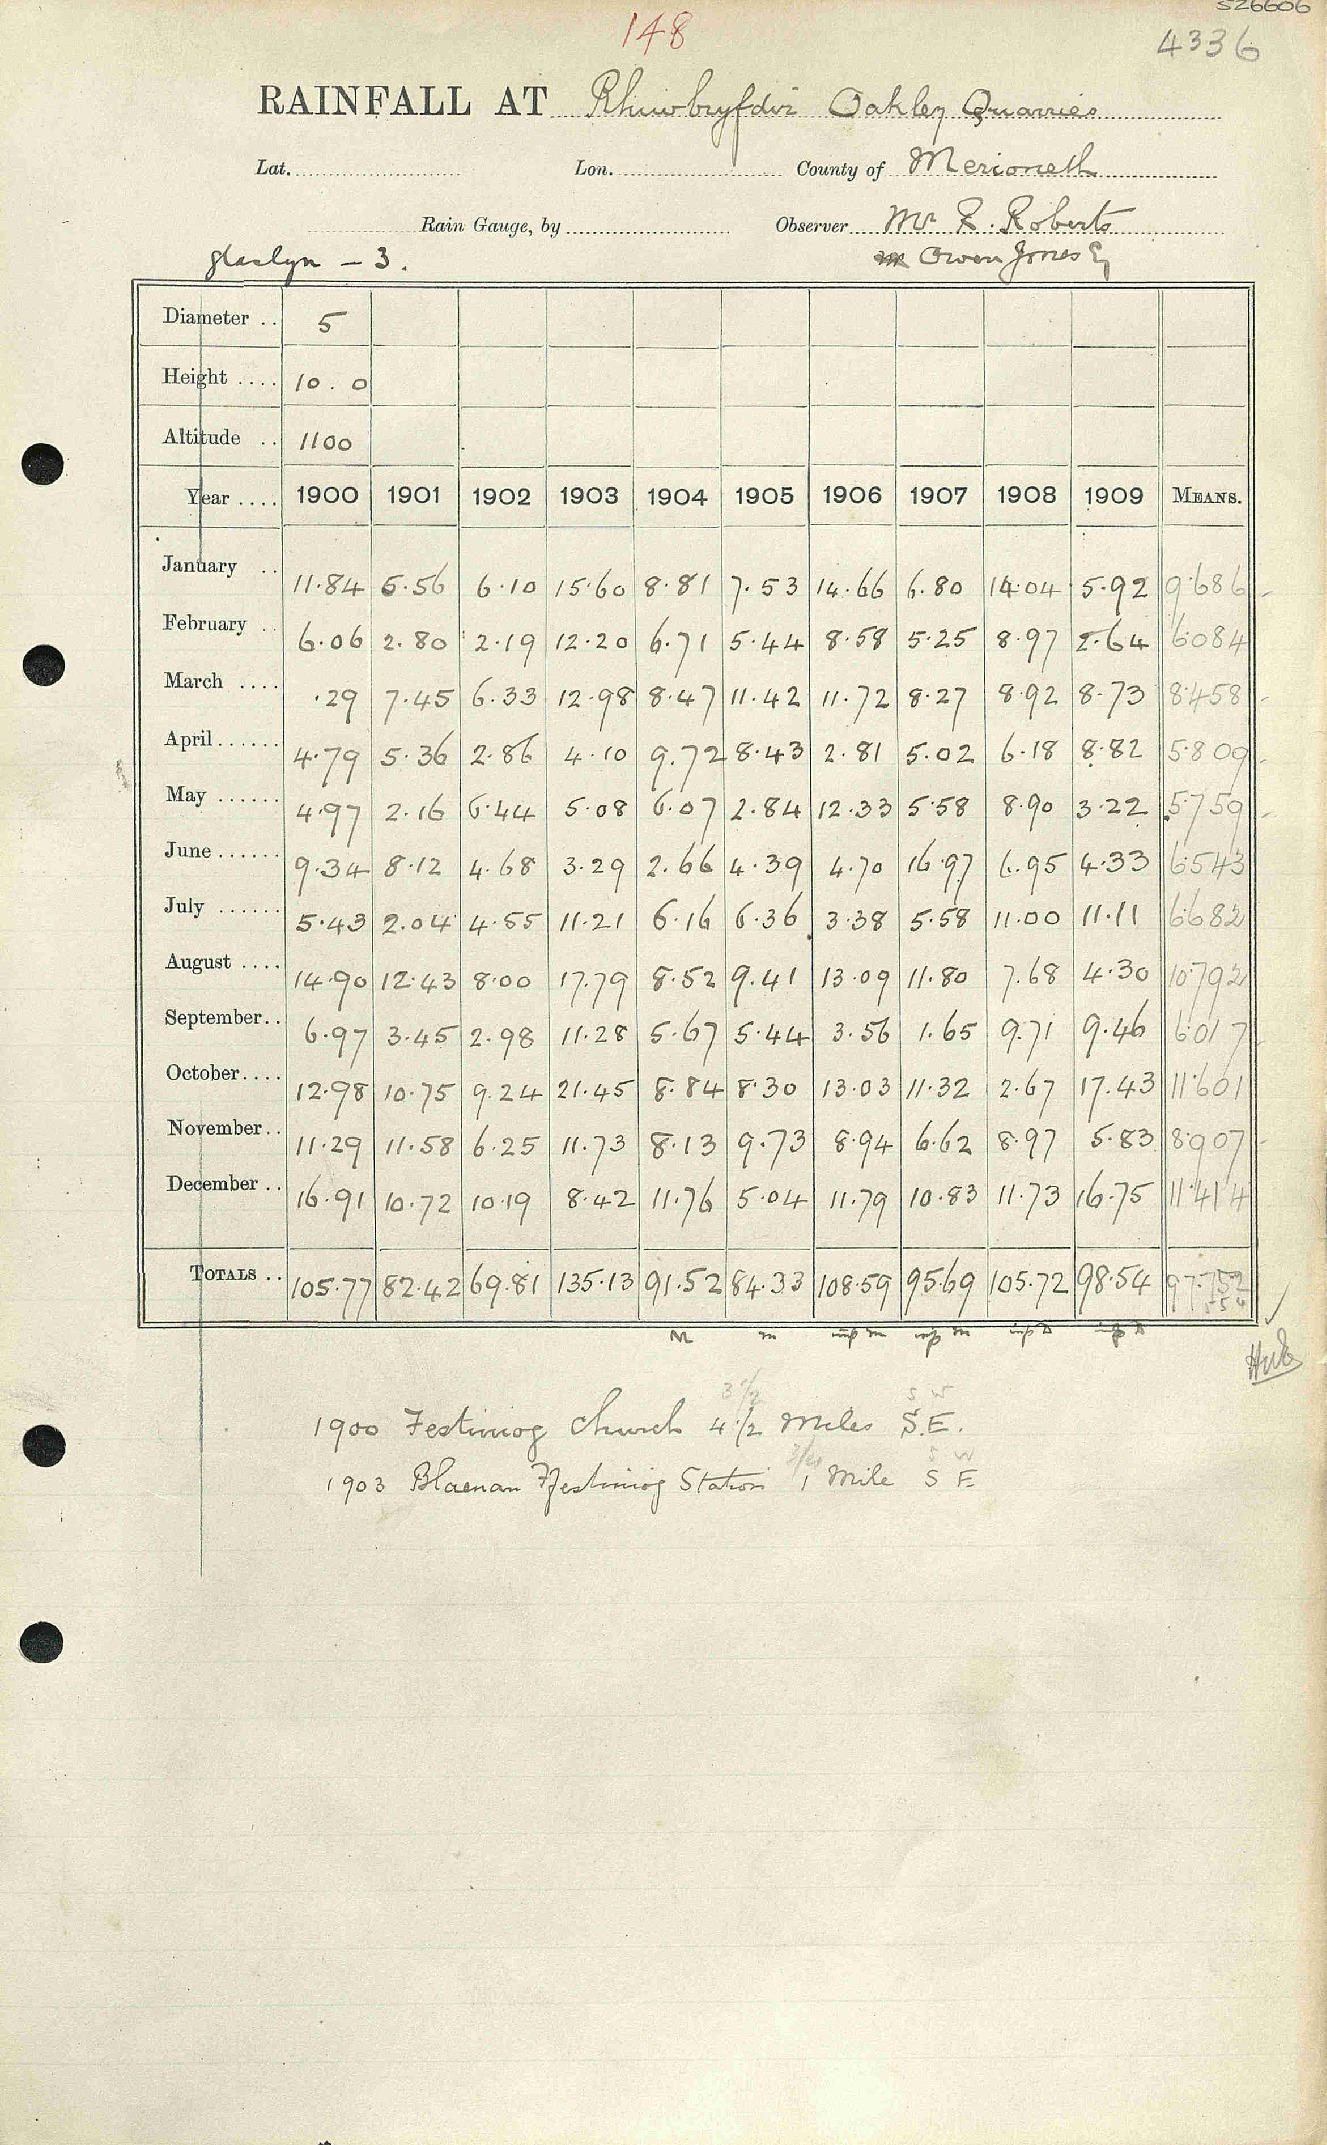 526606
148
4336
RAINFALL AT Rhiwbryfdir Oakley Quarries
Lat. Lon. County of Merioneth
Rain Gauge, by Observer Mr R. Roberts
glaslyn - 3. Owen Jones Eq
Diameter .. 5
Height .... 10.0
Altitude .. 1100
Year .... 1900 1901 1902 1903 1904 1905 1906 1907 1908 1909 MEANS.
January .. 11.84 5.56 6.10 15.60 8.81 7.53 14.66 6.80 14.04 5.92 9.686
February .. 6.06 2.80 2.19 12.20 6.71 5.44 8.58 5.25 8.97 2.64 6.084
March .... .29 7.45 6.33 12.98 8.47 11.42 11.72 8.27 8.92 8.73 8.458
April ...... 4.79 5.36 2.86 4.10 9.72 8.43 2.81 5.02 6.18 8.82 5.809
May ...... 4.97 2.16 6.44 5.08 6.07 2.84 12.33 5.58 8.90 3.22 5.759
June ...... 9.34 8.12 4.68 3.29 2.66 4.39 4.70 16.97 6.95 4.33 6.543
July ...... 5.43 2.04 4.55 11.21 6.16 6.36 3.38 5.58 11.00 11.11 6.682
August .... 14.90 12.43 8.00 17.79 8.52 9.41 13.09 11.80 7.68 4.30 10.792
September.. 6.97 3.45 2.98 11.28 5.67 5.44 3.56 1.65 9.71 9.46 6.017
October.... 12.98 10.75 9.24 21.45 8.84 8.30 13.03 11.32 2.67 17.43 11.601
November.. 11.29 11.58 6.25 11.73 8.13 9.73 8.94 6.62 8.97 5.83 8.907
December .. 16.91 10.72 10.19 8.42 11.76 5.04 11.79 10.83 11.73 16.75 11.414
TOTALS .. 105.77 82.42 69.81 135.13 91.52 84.33 108.59 95.69 105.72 98.54 97.752
3 1/2 S W
1900 Festiniog Church 4 1/2 Miles S.E.
3/4 S W
1903 Blaenan Ffestiniog Station 1 Mile S E